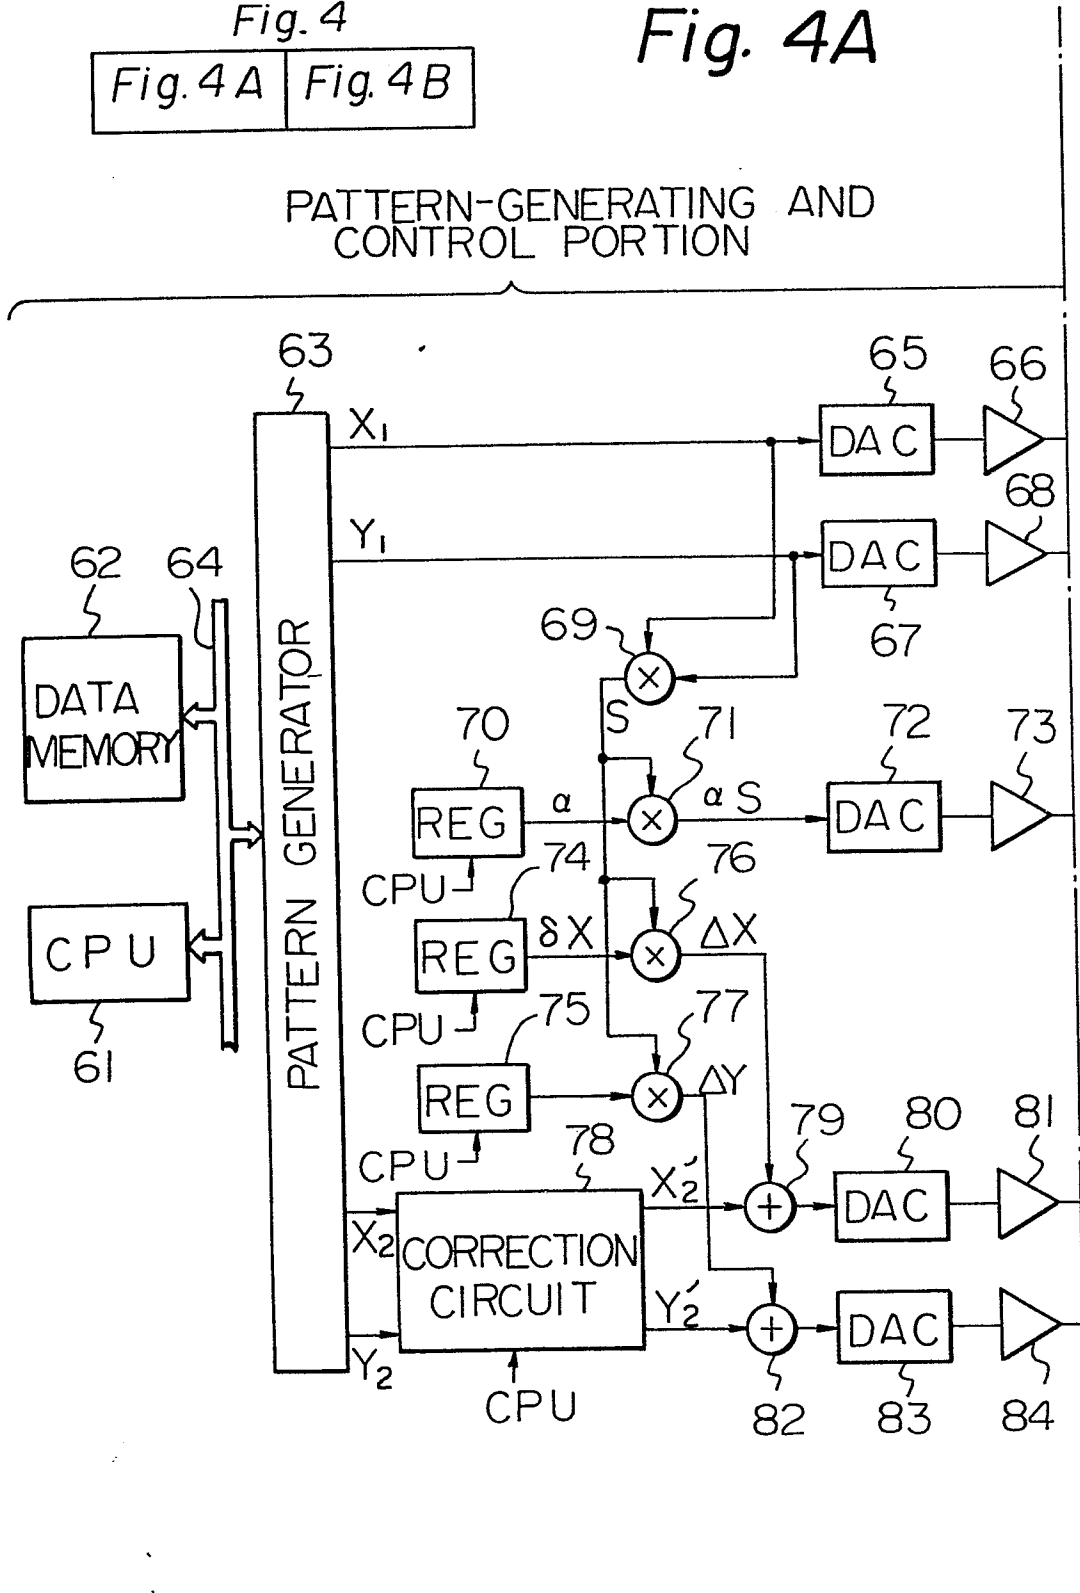 Fig. 4
Fig. 4A
Fig. 4A Fig. 4B
PATTERN-GENERATING AND
CONTROL PORTION
63
65
66
X₁
DAC
68
Y₁
DAC
67
62
64
69
DATA
MEMORY
S
70
71
72
73
REG
α
αS
DAC
CPU
74
76
REG
δX
ΔX
CPU
75
77
CPU
61
REG
ΔY
CPU
78
79
80
81
PATTERN GENERATOR
X₂
X₂′
DAC
CORRECTION
CIRCUIT
Y₂
Y₂′
DAC
CPU
82
83
84